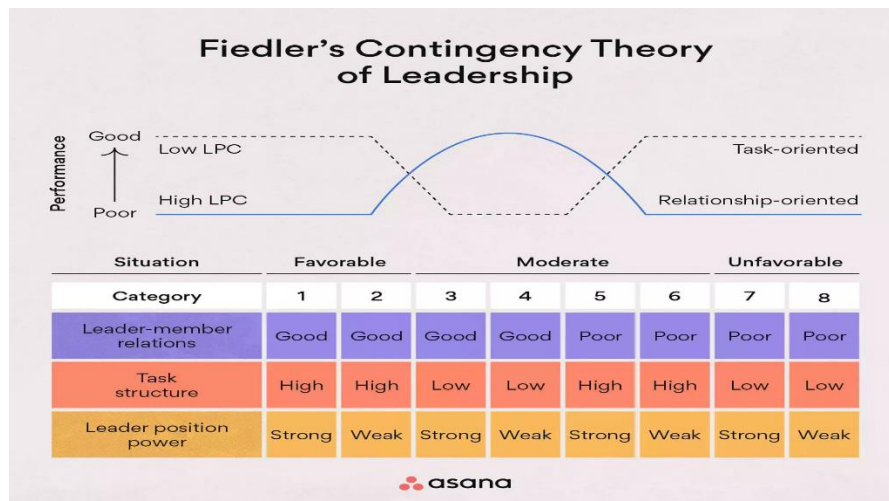 Fiedler's Contingency Theory
of Leadership
Performance
Good
Poor
Low LPC
High LPC
Task-oriented
Relationship-oriented
Situation Favorable Moderate Unfavorable
Category 1 2 3 4 5 6 7 8
Leader-member
relations Good Good Good Good Poor Poor Poor Poor
Task
structure High High Low Low High High Low Low
Leader position
power Strong Weak Strong Weak Strong Weak Strong Weak
asana